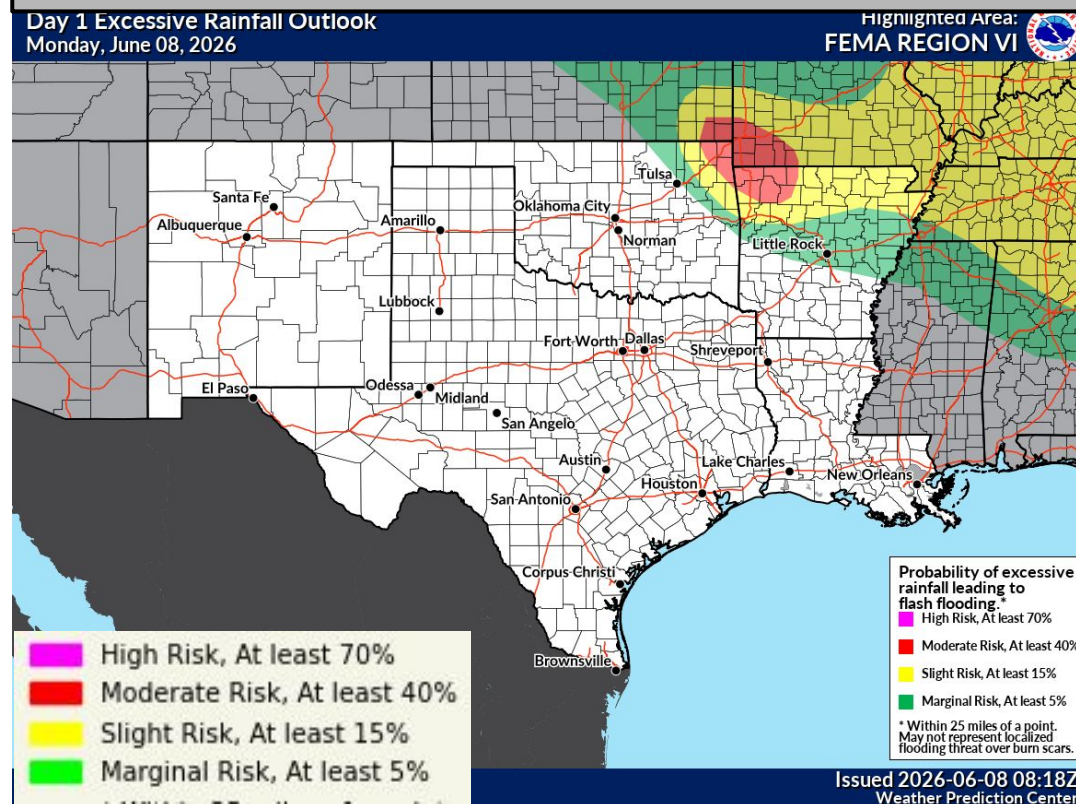 Day 1 Excessive Rainfall Outlook
Monday, June 08, 2026
Highlighted Area:
FEMA REGION VI
Santa Fe
Albuquerque
Amarillo
Tulsa
Oklahoma City
Norman
Little Rock
Lubbock
Fort Worth
Dallas
Shreveport
El Paso
Odessa
Midland
San Angelo
Austin
Lake Charles
New Orleans
Houston
San Antonio
Corpus Christi
Brownsville
Probability of excessive
rainfall leading to
flash flooding.*
High Risk, At least 70%
Moderate Risk, At least 40%
Slight Risk, At least 15%
Marginal Risk, At least 5%
* Within 25 miles of a point.
May not represent localized
flooding threat over burn scars.
High Risk, At least 70%
Moderate Risk, At least 40%
Slight Risk, At least 15%
Marginal Risk, At least 5%
Issued 2026-06-08 08:18Z
Weather Prediction Center